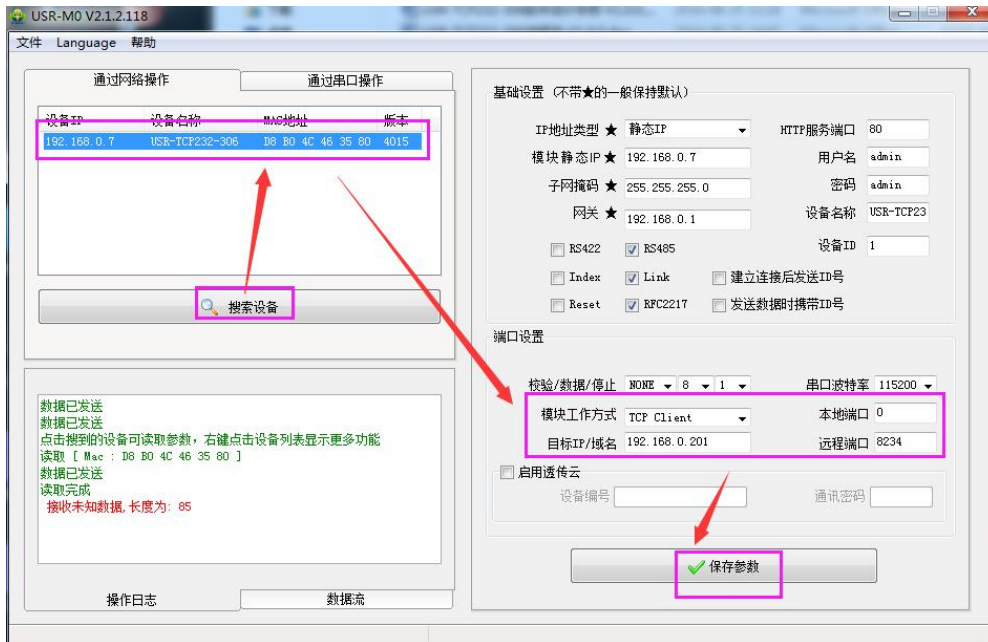 USR-M0 V2.1.2.118
文件 Language 帮助
通过网络操作 通过串口操作
设备IP 设备名称 MAC地址 版本
192.168.0.7 USR-TCP232-306 D8 B0 4C 46 35 80 4015
搜索设备
数据已发送
数据已发送
点击搜到的设备可读取参数，右键点击设备列表显示更多功能
读取 [ Mac : D8 B0 4C 46 35 80 ]
数据已发送
读取完成
接收未知数据,长度为: 85
操作日志 数据流
基础设置 (不带★的一般保持默认)
IP地址类型 ★ 静态IP HTTP服务端口 80
模块静态IP ★ 192.168.0.7 用户名 admin
子网掩码 ★ 255.255.255.0 密码 admin
网关 ★ 192.168.0.1 设备名称 USR-TCP23
RS422 RS485 设备ID 1
Index Link 建立连接后发送ID号
Reset RFC2217 发送数据时携带ID号
端口设置
校验/数据/停止 NONE 8 1 串口波特率 115200
模块工作方式 TCP Client 本地端口 0
目标IP/域名 192.168.0.201 远程端口 8234
启用透传云
设备编号 通讯密码
保存参数